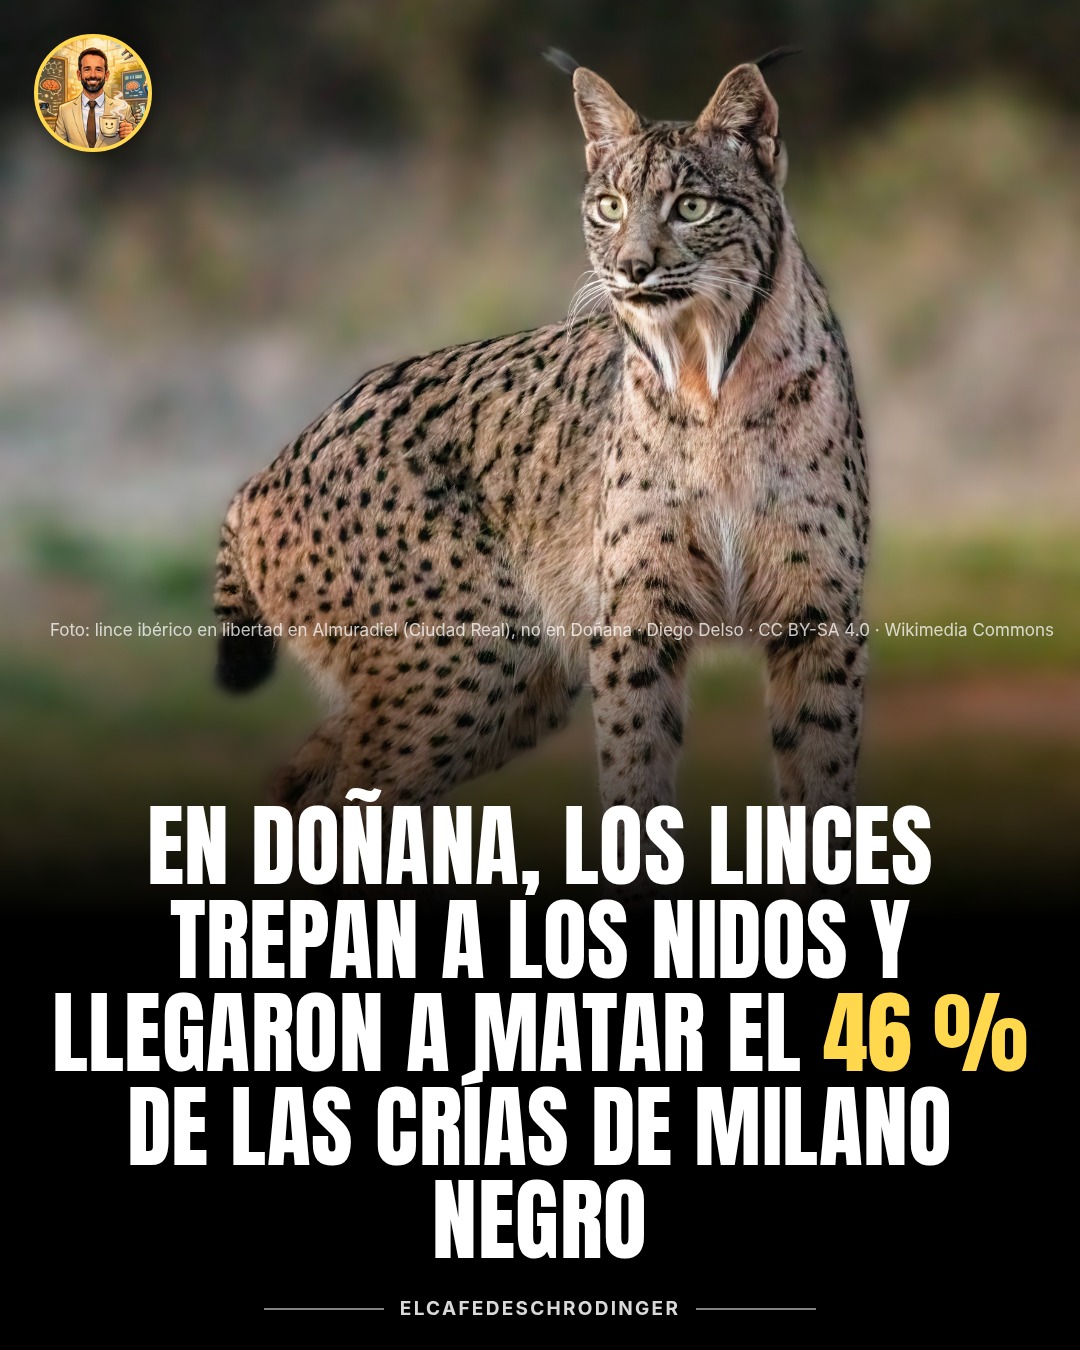 Foto: lince ibérico en libertad en Almuradiel (Ciudad Real), no en Doñana · Diego Delso · CC BY-SA 4.0 · Wikimedia Commons
EN DOÑANA, LOS LINCES
TREPAN A LOS NIDOS Y
LLEGARON A MATAR EL 46 %
DE LAS CRÍAS DE MILANO
NEGRO
ELCAFEDESCHRODINGER